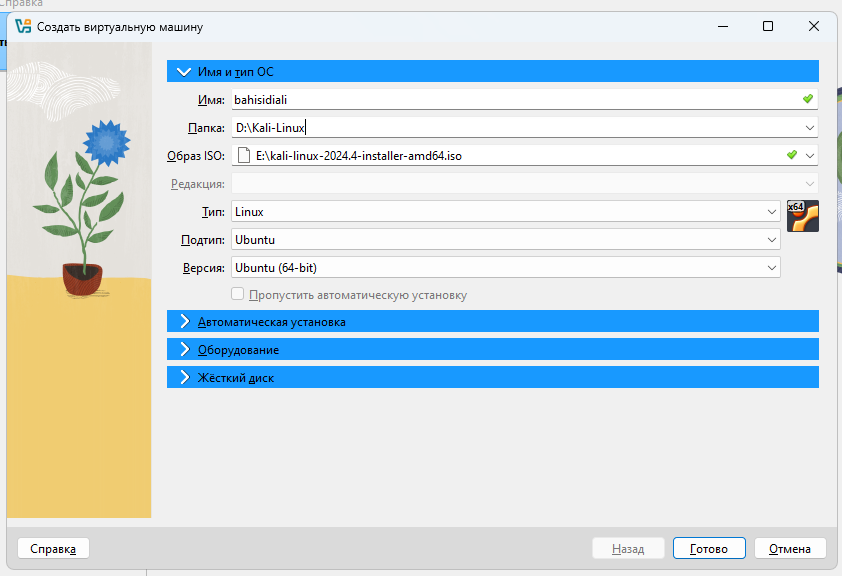 Справка
Создать виртуальную машину
Имя и тип ОС
Имя: bahisidiali
Папка: D:\Kali-Linux
Образ ISO: E:\kali-linux-2024.4-installer-amd64.iso
Редакция:
Тип: Linux
x64
Подтип: Ubuntu
Версия: Ubuntu (64-bit)
Пропустить автоматическую установку
Автоматическая установка
Оборудование
Жёсткий диск
Справка Назад Готово Отмена